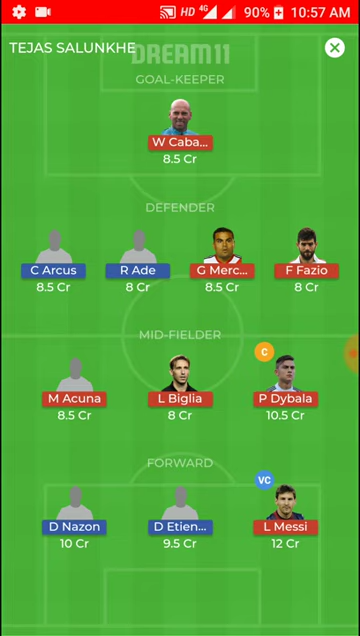 HD 4G 90% 10:57 AM
TEJAS SALUNKHE
DREAM11
GOAL-KEEPER
W Caba...
8.5 Cr
DEFENDER
C Arcus R Ade G Merc... F Fazio
8.5 Cr 8 Cr 8.5 Cr 8 Cr
MID-FIELDER
C
M Acuna L Biglia P Dybala
8.5 Cr 8 Cr 10.5 Cr
FORWARD
VC
D Nazon D Etien... L Messi
10 Cr 9.5 Cr 12 Cr